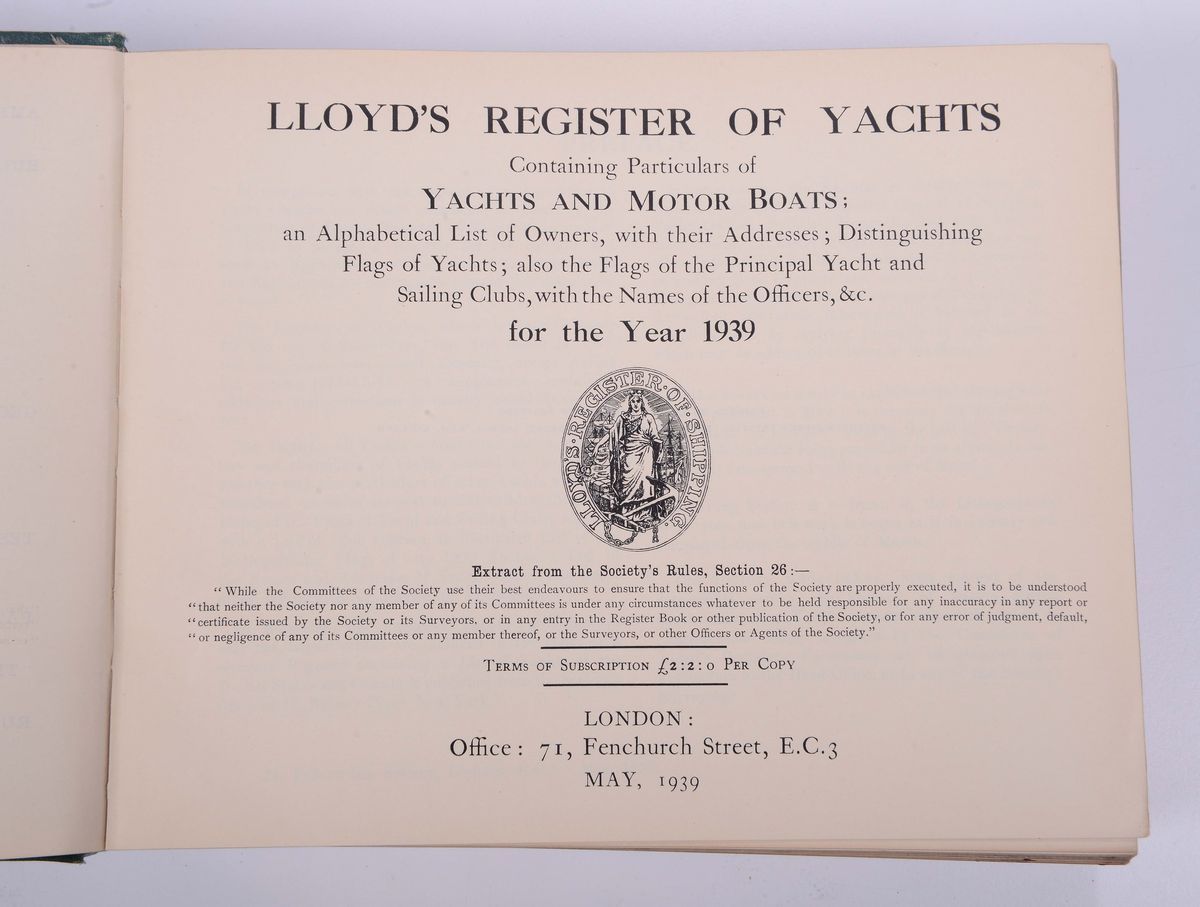 LLOYD'S REGISTER OF YACHTS
Containing Particulars of
YACHTS AND MOTOR BOATS;
an Alphabetical List of Owners, with their Addresses; Distinguishing
Flags of Yachts; also the Flags of the Principal Yacht and
Sailing Clubs, with the Names of the Officers, &c.
for the Year 1939
LLOYD'S·REGISTER·OF·SHIPPING.
Extract from the Society's Rules, Section 26:—
"While the Committees of the Society use their best endeavours to ensure that the functions of the Society are properly executed, it is to be understood
"that neither the Society nor any member of any of its Committees is under any circumstances whatever to be held responsible for any inaccuracy in any report or
"certificate issued by the Society or its Surveyors, or in any entry in the Register Book or other publication of the Society, or for any error of judgment, default,
"or negligence of any of its Committees or any member thereof, or the Surveyors, or other Officers or Agents of the Society."
TERMS OF SUBSCRIPTION £2:2:0 PER COPY
LONDON:
Office: 71, Fenchurch Street, E.C.3
MAY, 1939